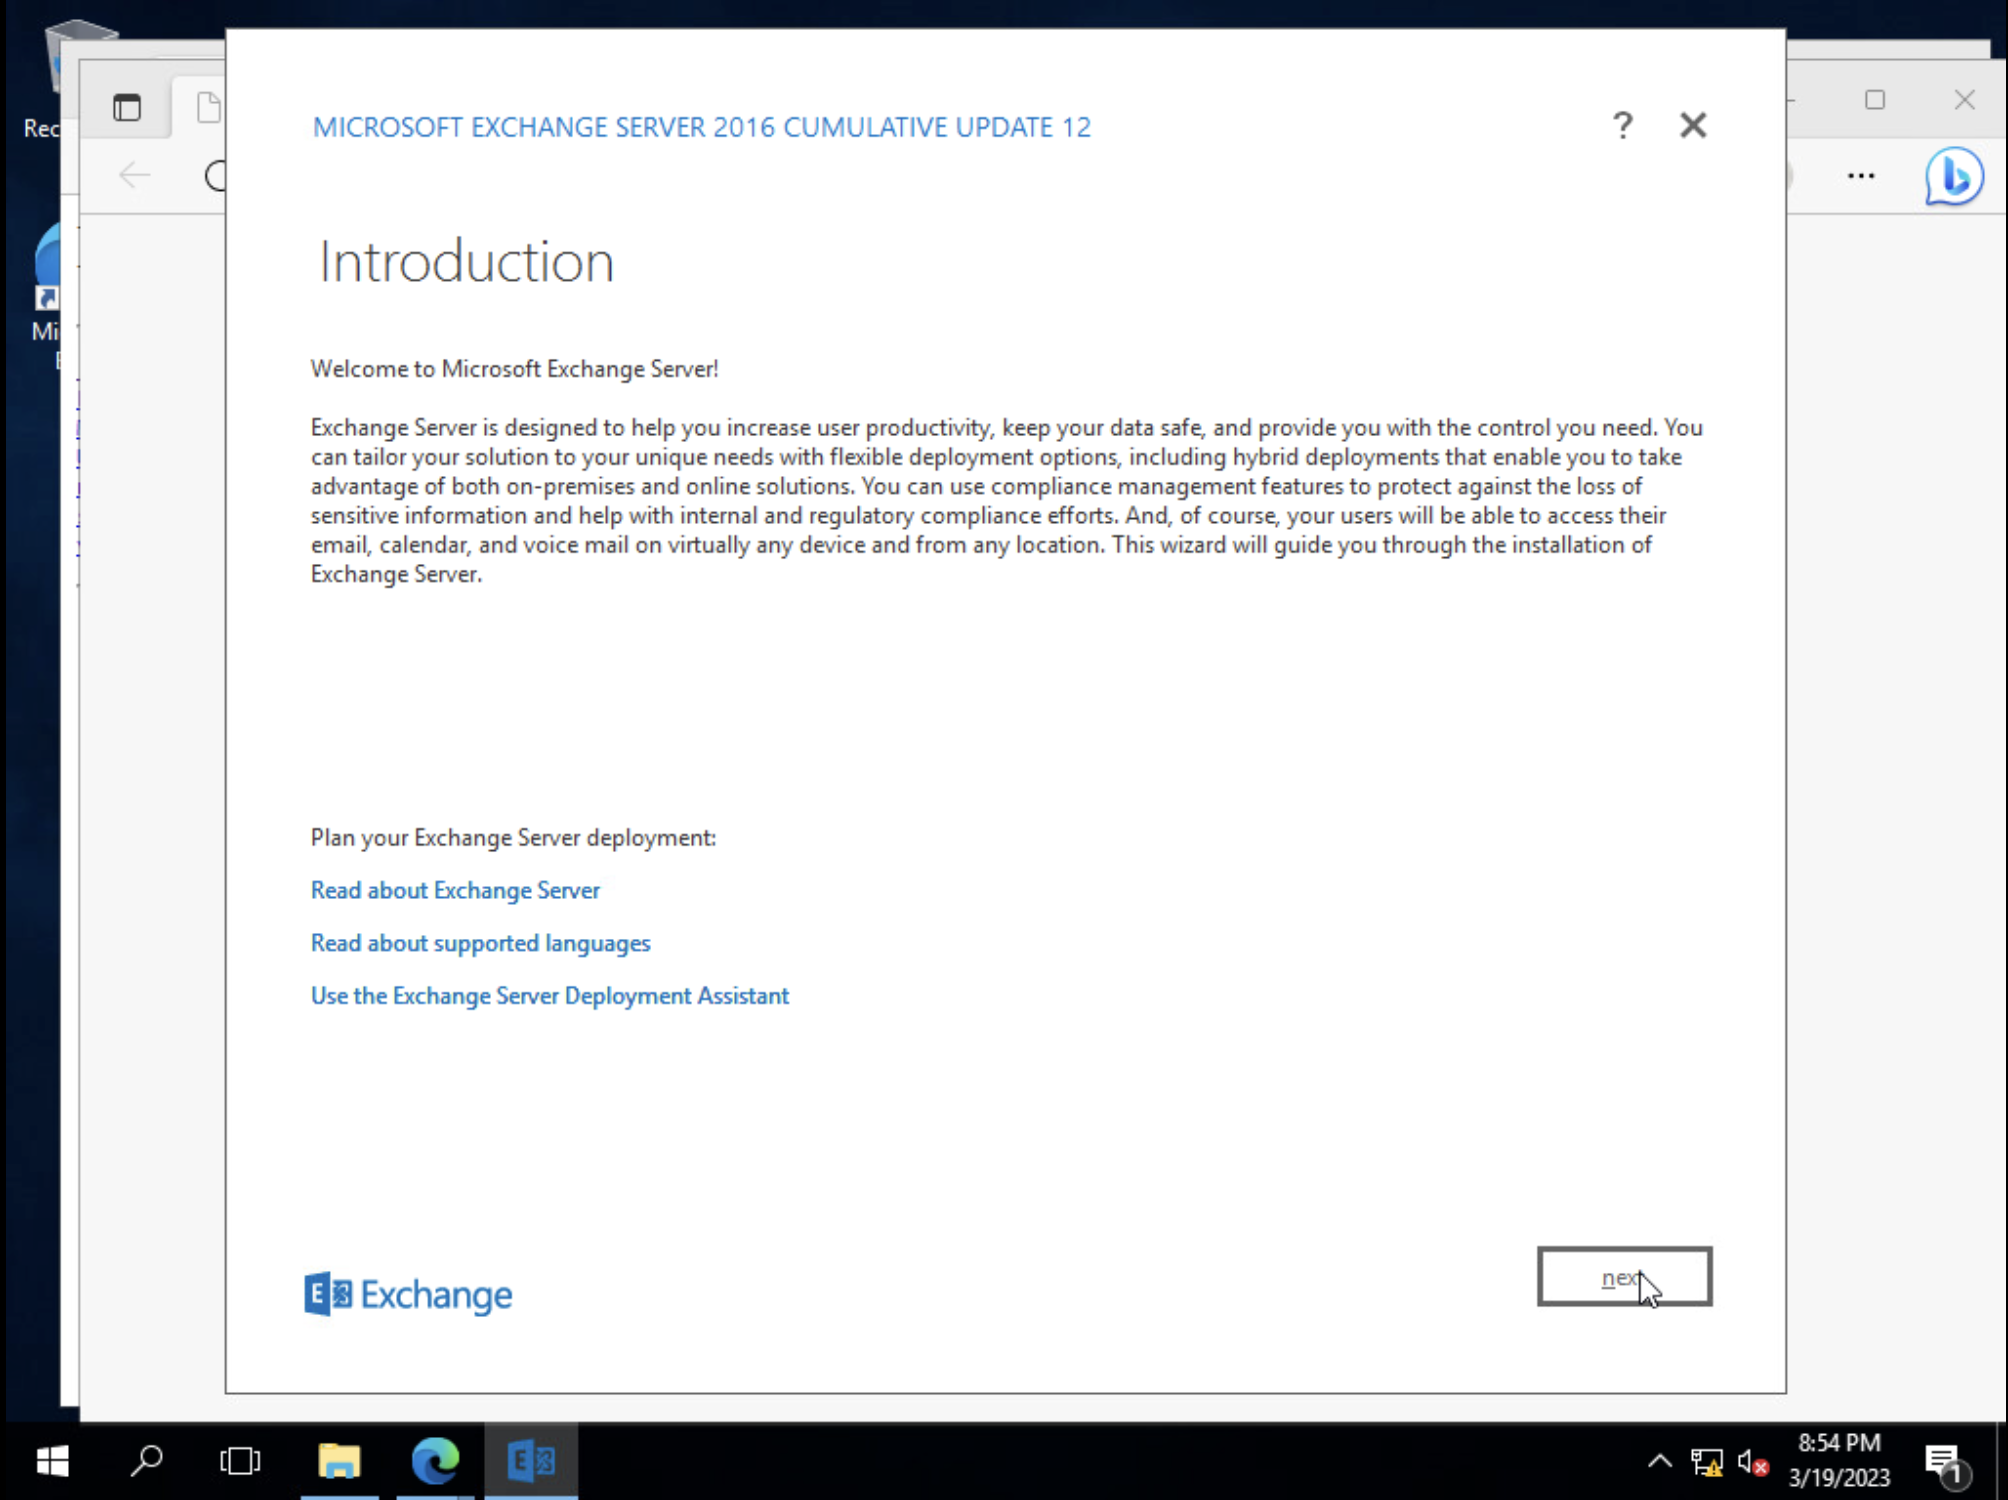 Rec
MICROSOFT EXCHANGE SERVER 2016 CUMULATIVE UPDATE 12
?
Introduction
Mi
Welcome to Microsoft Exchange Server!
Exchange Server is designed to help you increase user productivity, keep your data safe, and provide you with the control you need. You
can tailor your solution to your unique needs with flexible deployment options, including hybrid deployments that enable you to take
advantage of both on-premises and online solutions. You can use compliance management features to protect against the loss of
sensitive information and help with internal and regulatory compliance efforts. And, of course, your users will be able to access their
email, calendar, and voice mail on virtually any device and from any location. This wizard will guide you through the installation of
Exchange Server.
Plan your Exchange Server deployment:
Read about Exchange Server
Read about supported languages
Use the Exchange Server Deployment Assistant
Exchange
next
8:54 PM
3/19/2023
1